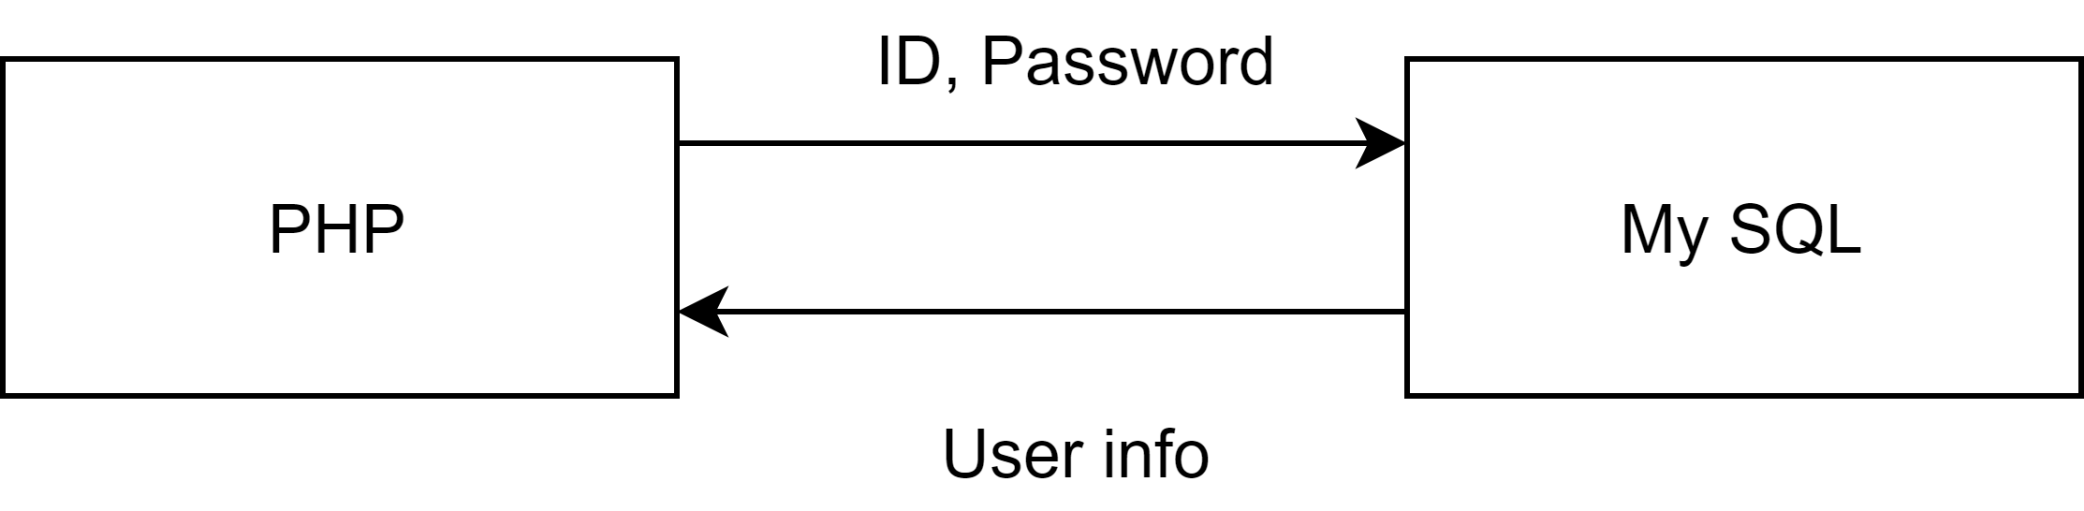 ID, Password
PHP
My SQL
User info